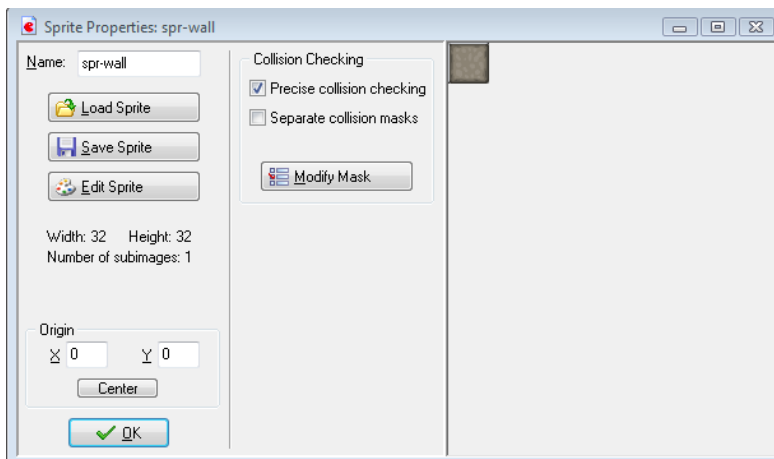 Sprite Properties: spr-wall
Name: spr-wall
Load Sprite
Save Sprite
Edit Sprite
Width: 32 Height: 32
Number of subimages: 1
Origin
X 0 Y 0
Center
OK
Collision Checking
Precise collision checking
Separate collision masks
Modify Mask